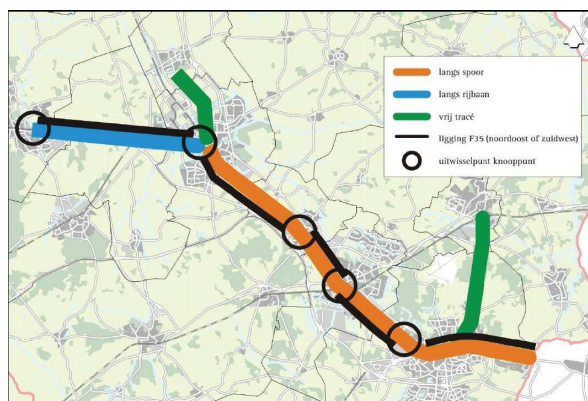 langs spoor
langs rijbaan
vrij tracé
ligging F35 (noordoost of zuidwest)
uitwisselpunt knooppunt